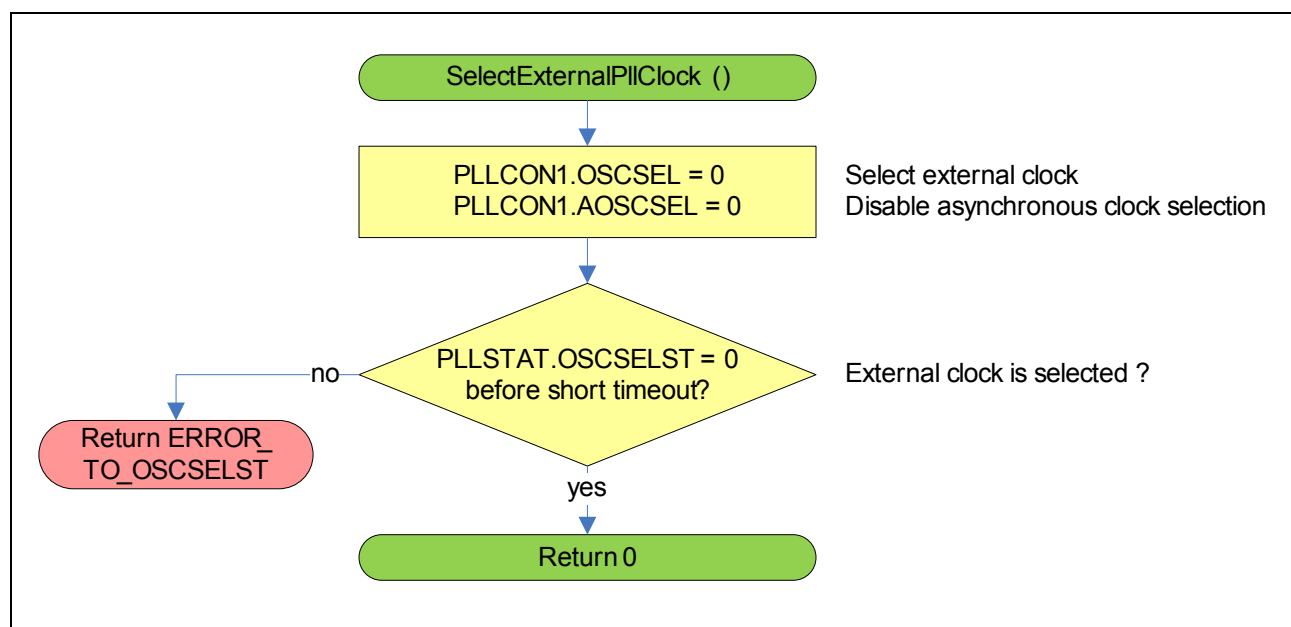 SelectExternalPllClock ()
PLLCON1.OSCSEL = 0
PLLCON1.AOSCSEL = 0
Select external clock
Disable asynchronous clock selection
PLLSTAT.OSCSELST = 0
before short timeout?
External clock is selected ?
no
Return ERROR_
TO_OSCSELST
yes
Return 0